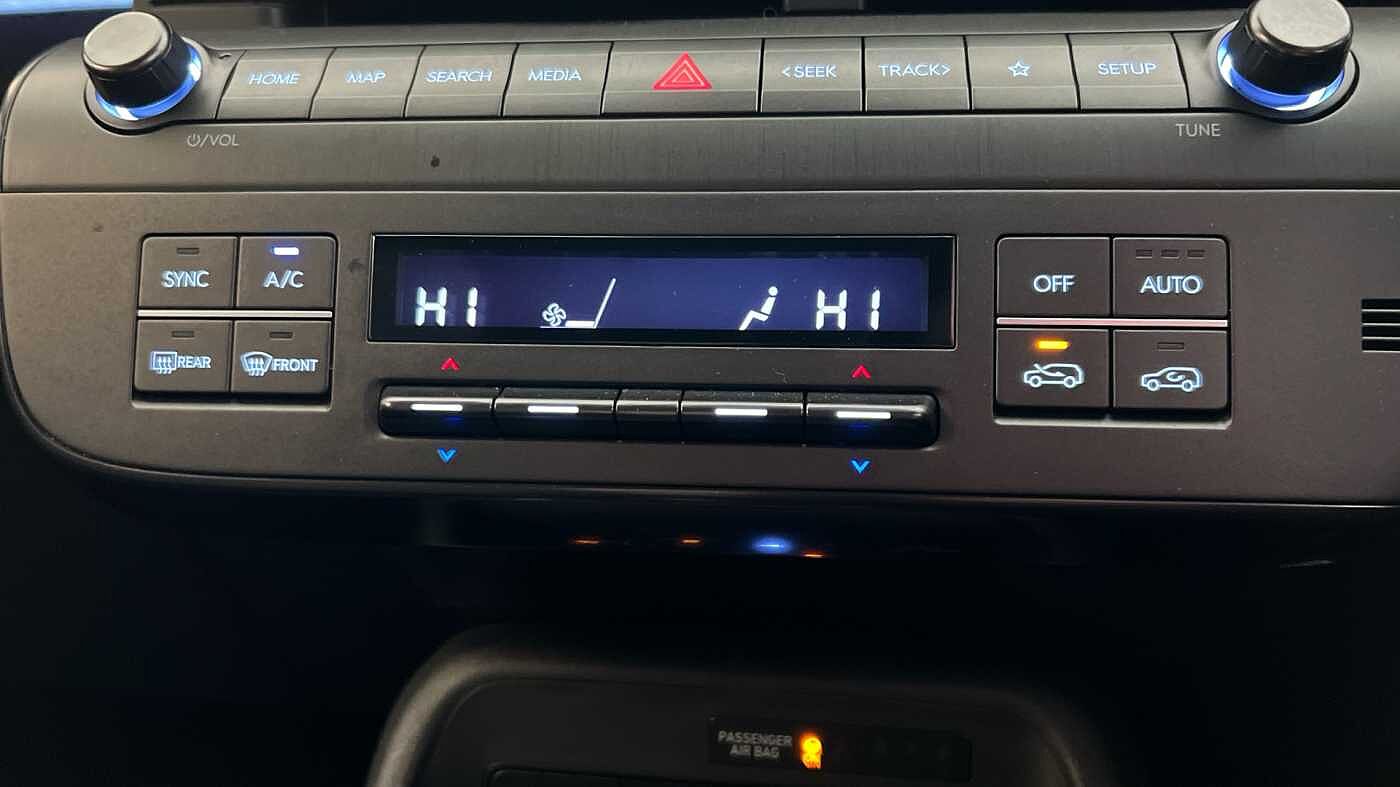 HOME MAP SEARCH MEDIA <SEEK TRACK> SETUP
/VOL TUNE
SYNC A/C HI HI OFF AUTO
REAR FRONT
PASSENGER
AIR BAG